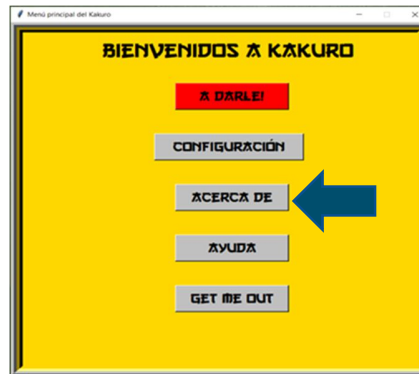 Menú principal del Kakuro
BIENVENIDOS A KAKURO
A DARLE!
CONFIGURACIÓN
ACERCA DE
AYUDA
GET ME OUT